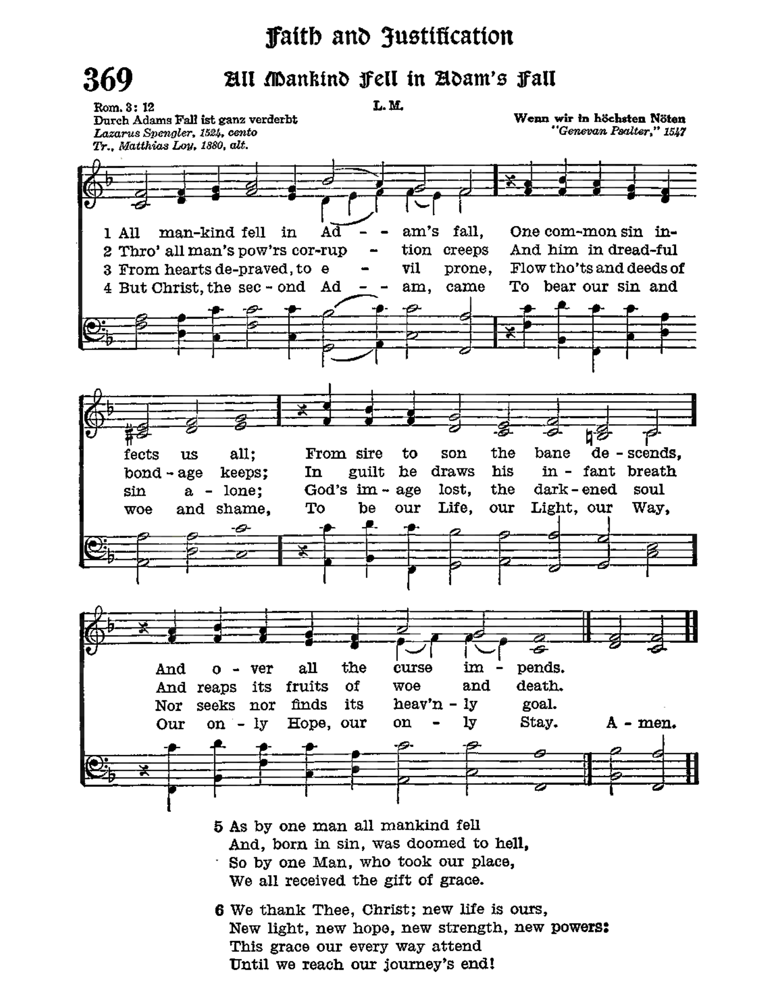 Faith and Justification
369 All Mankind Fell in Adam's Fall
Rom. 3: 12
L. M.
Durch Adams Fall ist ganz verderbt
Lazarus Spengler, 1524, cento
Tr., Matthias Loy, 1880, alt.
Wenn wir in höchsten Nöten
"Genevan Psalter," 1547
1 All man-kind fell in Ad - - am's fall, One com-mon sin in-
2 Thro' all man's pow'rs cor-rup - tion creeps And him in dread-ful
3 From hearts de-praved, to e - vil prone, Flow tho'ts and deeds of
4 But Christ, the sec - ond Ad - - am, came To bear our sin and
fects us all; From sire to son the bane de - scends,
bond - age keeps; In guilt he draws his in - fant breath
sin a - lone; God's im - age lost, the dark - ened soul
woe and shame, To be our Life, our Light, our Way,
And o - ver all the curse im - pends.
And reaps its fruits of woe and death.
Nor seeks nor finds its heav'n - ly goal.
Our on - ly Hope, our on - ly Stay. A - men.
5 As by one man all mankind fell
And, born in sin, was doomed to hell,
So by one Man, who took our place,
We all received the gift of grace.
6 We thank Thee, Christ; new life is ours,
New light, new hope, new strength, new powers:
This grace our every way attend
Until we reach our journey's end!